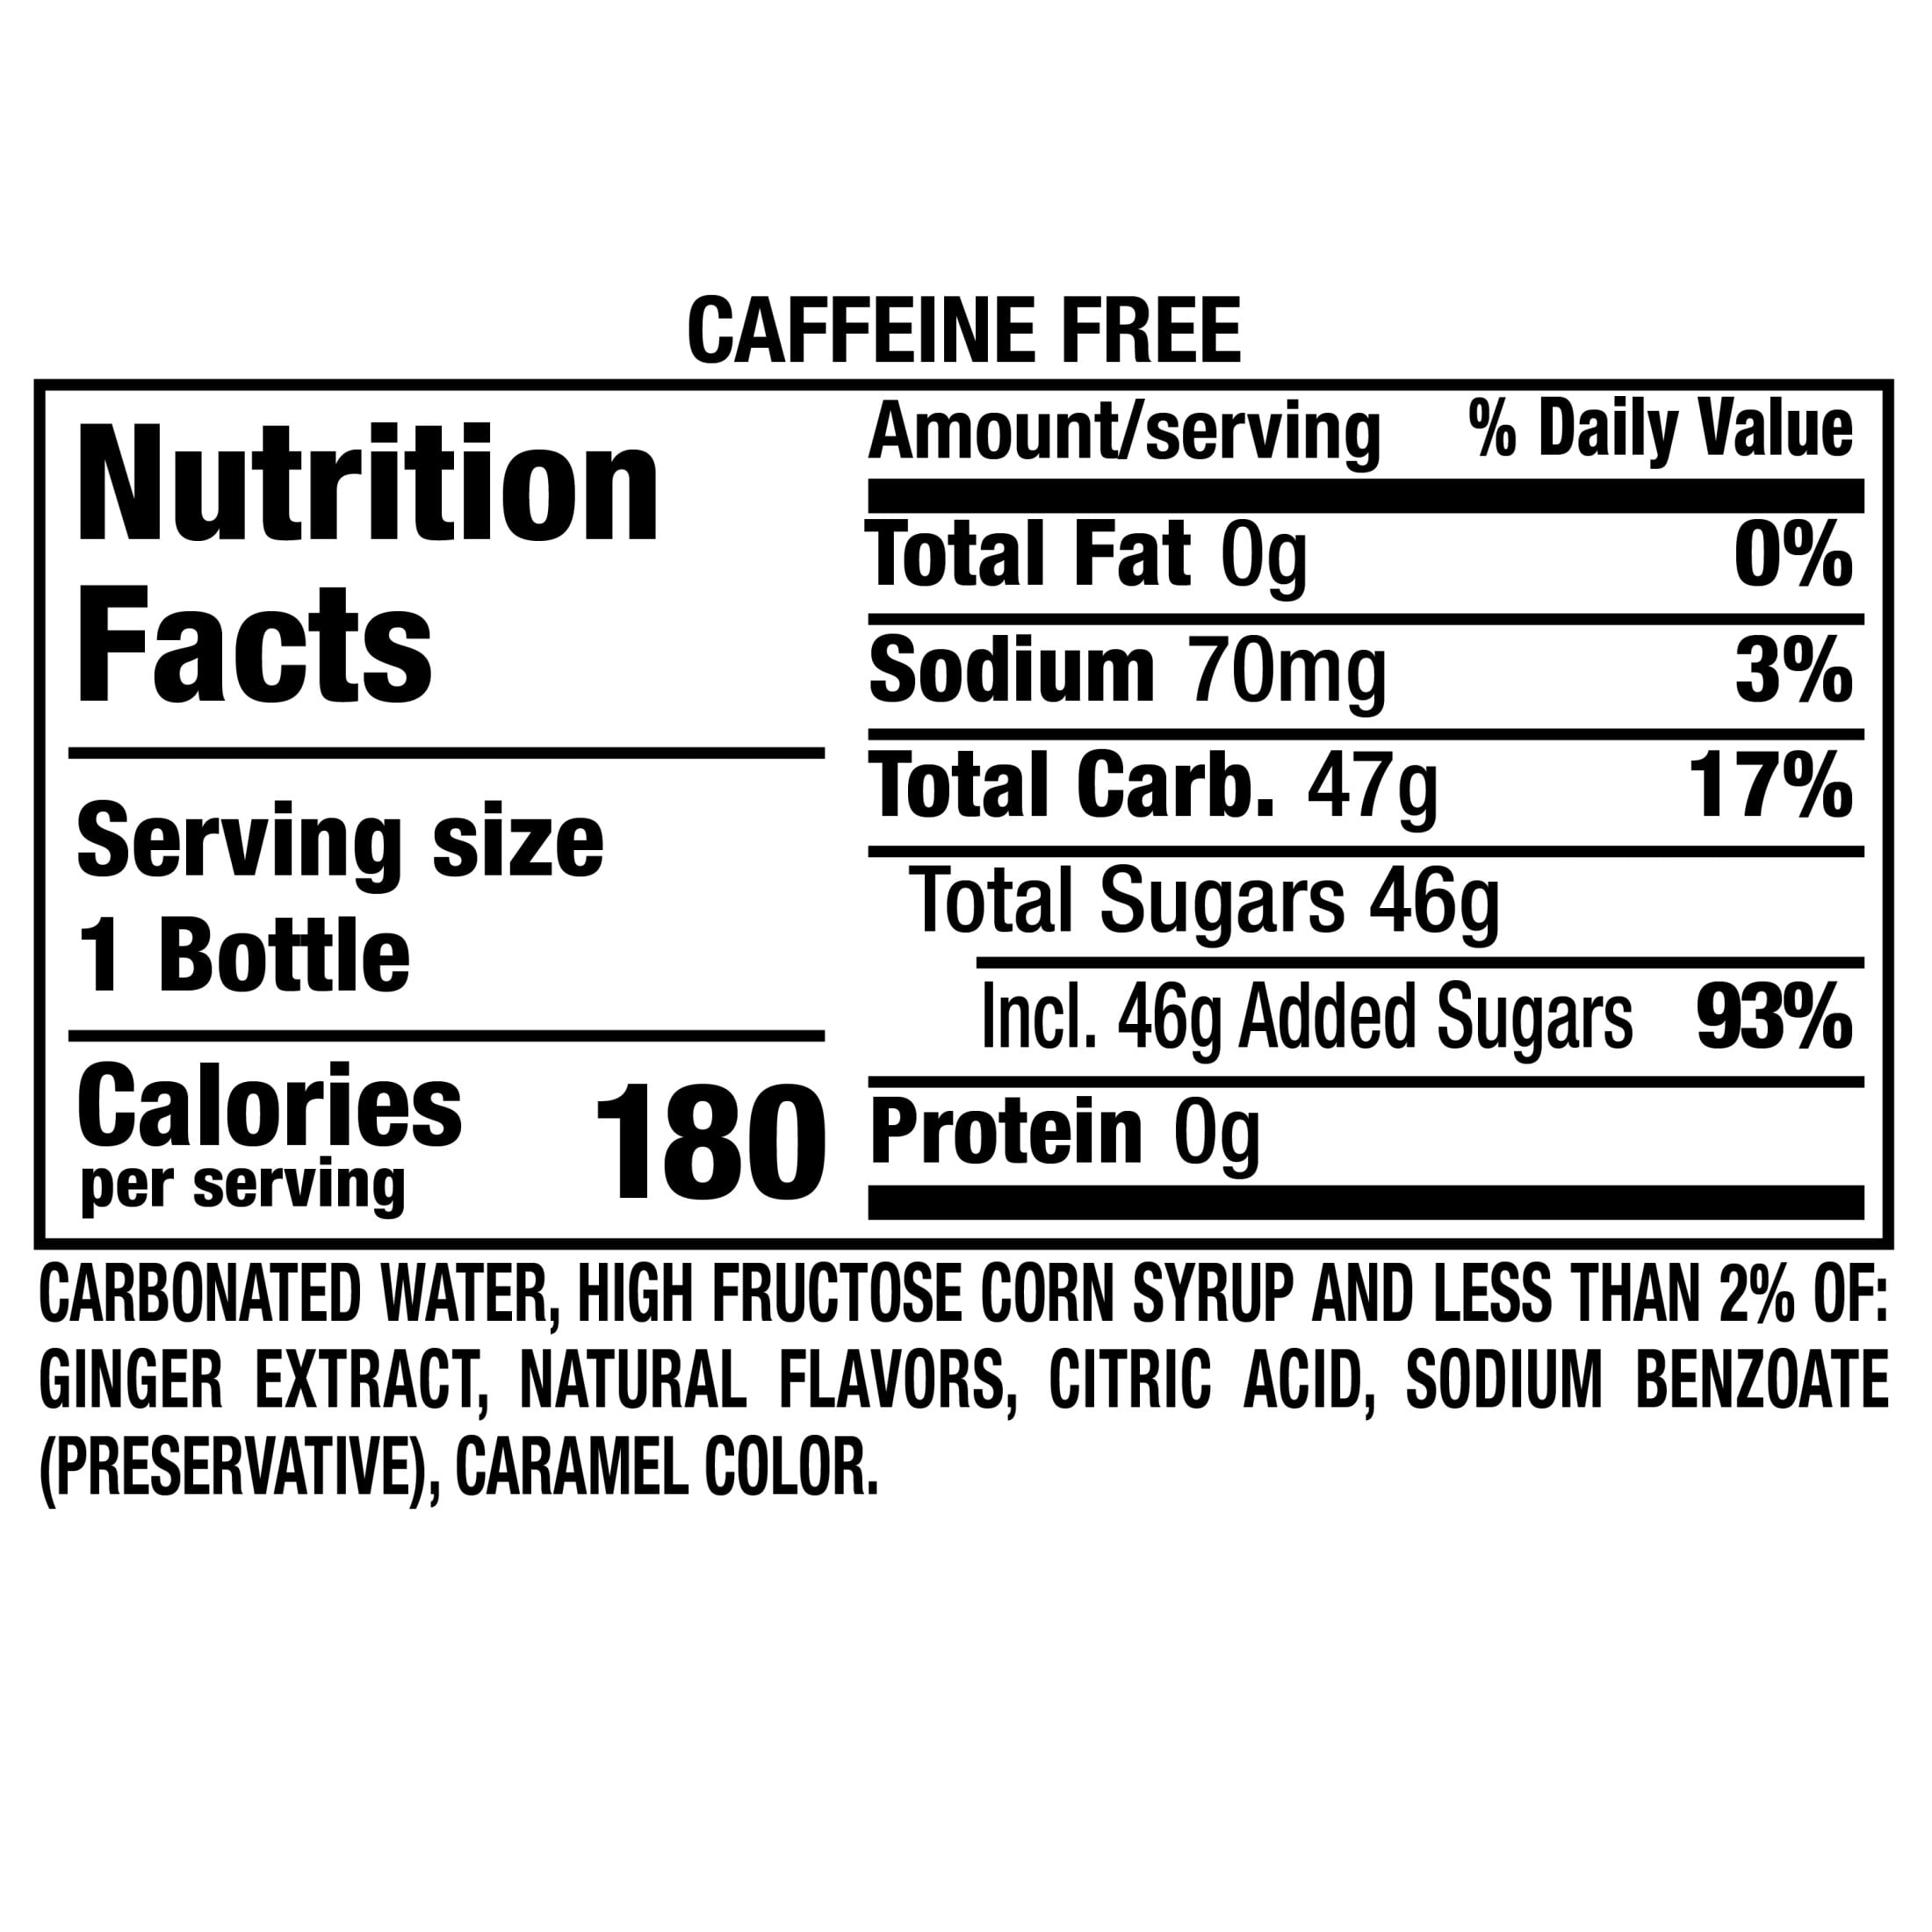 CAFFEINE FREE
Nutrition
Facts
Serving size
1 Bottle
Calories
per serving
180
Amount/serving % Daily Value
Total Fat 0g 0%
Sodium 70mg 3%
Total Carb. 47g 17%
Total Sugars 46g
Incl. 46g Added Sugars 93%
Protein 0g
CARBONATED WATER, HIGH FRUCTOSE CORN SYRUP AND LESS THAN 2% OF:
GINGER EXTRACT, NATURAL FLAVORS, CITRIC ACID, SODIUM BENZOATE
(PRESERVATIVE), CARAMEL COLOR.